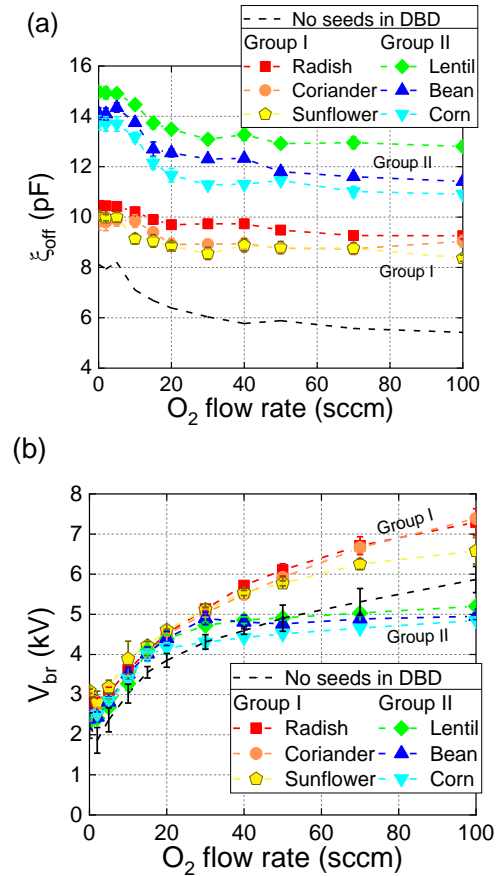 (a)
No seeds in DBD
Group I Group II
Radish Lentil
Coriander Bean
Sunflower Corn
16
14
12
10
8
6
4
ξoff (pF)
Group II
Group I
0 20 40 60 80 100
O2 flow rate (sccm)
(b)
8
7
6
5
4
3
2
1
0
Vbr (kV)
Group I
Group II
No seeds in DBD
Group I Group II
Radish Lentil
Coriander Bean
Sunflower Corn
0 20 40 60 80 100
O2 flow rate (sccm)